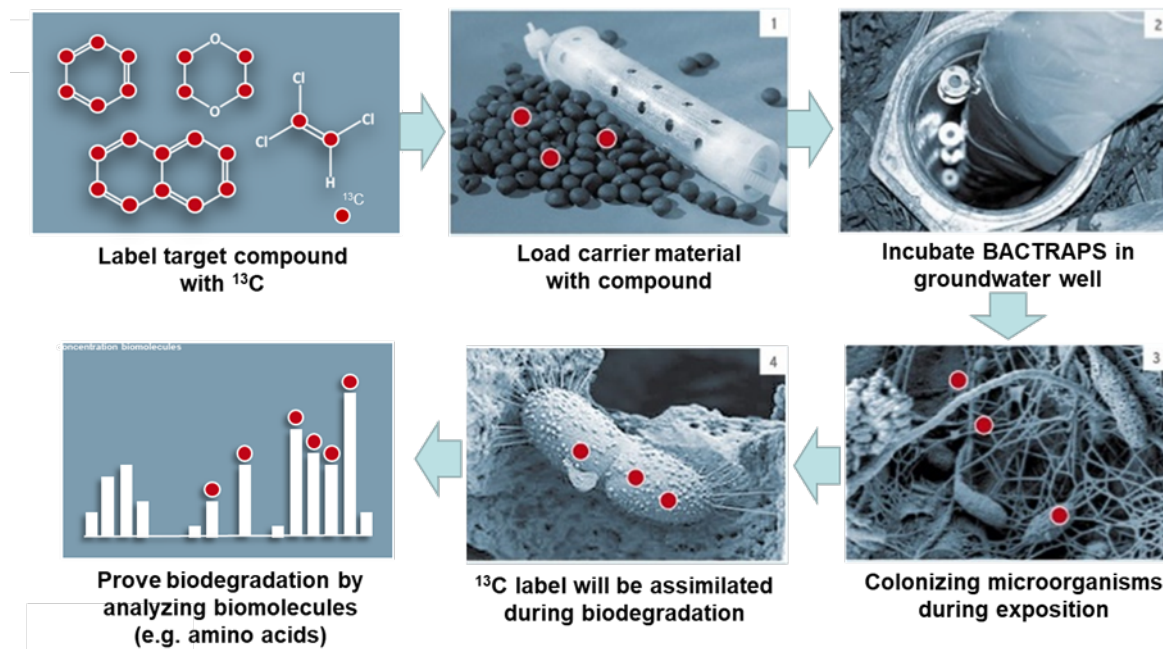 O
O
Cl
Cl
Cl
H
¹³C
Label target compound
with ¹³C
1
Load carrier material
with compound
2
Incubate BACTRAPS in
groundwater well
3
Colonizing microorganisms
during exposition
4
¹³C label will be assimilated
during biodegradation
concentration biomolecules
Prove biodegradation by
analyzing biomolecules
(e.g. amino acids)